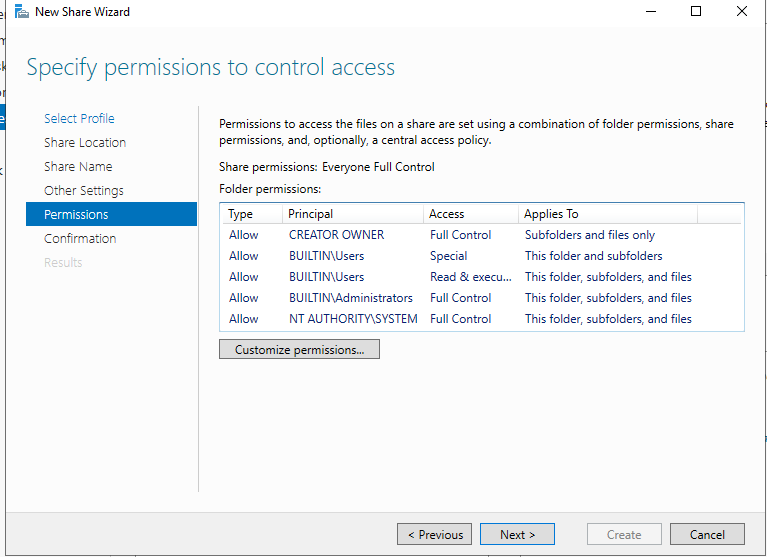 New Share Wizard
Specify permissions to control access
Select Profile
Share Location
Share Name
Other Settings
Permissions
Confirmation
Results
Permissions to access the files on a share are set using a combination of folder permissions, share
permissions, and, optionally, a central access policy.
Share permissions: Everyone Full Control
Folder permissions:
Type Principal Access Applies To
Allow CREATOR OWNER Full Control Subfolders and files only
Allow BUILTIN\Users Special This folder and subfolders
Allow BUILTIN\Users Read & execu... This folder, subfolders, and files
Allow BUILTIN\Administrators Full Control This folder, subfolders, and files
Allow NT AUTHORITY\SYSTEM Full Control This folder, subfolders, and files
Customize permissions...
< Previous Next > Create Cancel